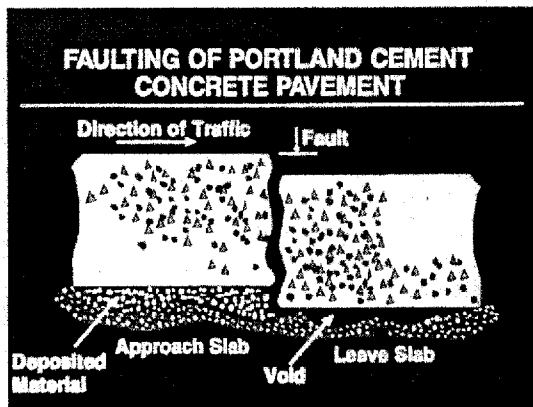 FAULTING OF PORTLAND CEMENT
CONCRETE PAVEMENT
Direction of Traffic
Fault
Deposited
Material
Approach Slab
Void
Leave Slab